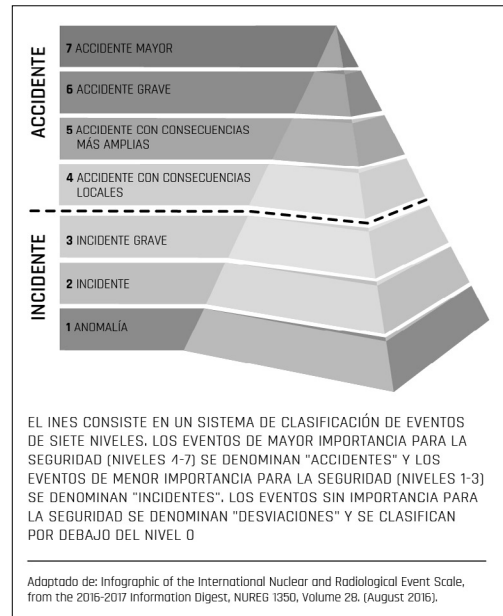 ACCIDENTE
7 ACCIDENTE MAYOR
6 ACCIDENTE GRAVE
5 ACCIDENTE CON CONSECUENCIAS
MÁS AMPLIAS
4 ACCIDENTE CON CONSECUENCIAS
LOCALES
INCIDENTE
3 INCIDENTE GRAVE
2 INCIDENTE
1 ANOMALÍA
EL INES CONSISTE EN UN SISTEMA DE CLASIFICACIÓN DE EVENTOS
DE SIETE NIVELES. LOS EVENTOS DE MAYOR IMPORTANCIA PARA LA
SEGURIDAD (NIVELES 4-7) SE DENOMINAN "ACCIDENTES" Y LOS
EVENTOS DE MENOR IMPORTANCIA PARA LA SEGURIDAD (NIVELES 1-3)
SE DENOMINAN "INCIDENTES". LOS EVENTOS SIN IMPORTANCIA PARA
LA SEGURIDAD SE DENOMINAN "DESVIACIONES" Y SE CLASIFICAN
POR DEBAJO DEL NIVEL 0
Adaptado de: Infographic of the International Nuclear and Radiological Event Scale,
from the 2016-2017 Information Digest, NUREG 1350, Volume 28. (August 2016).